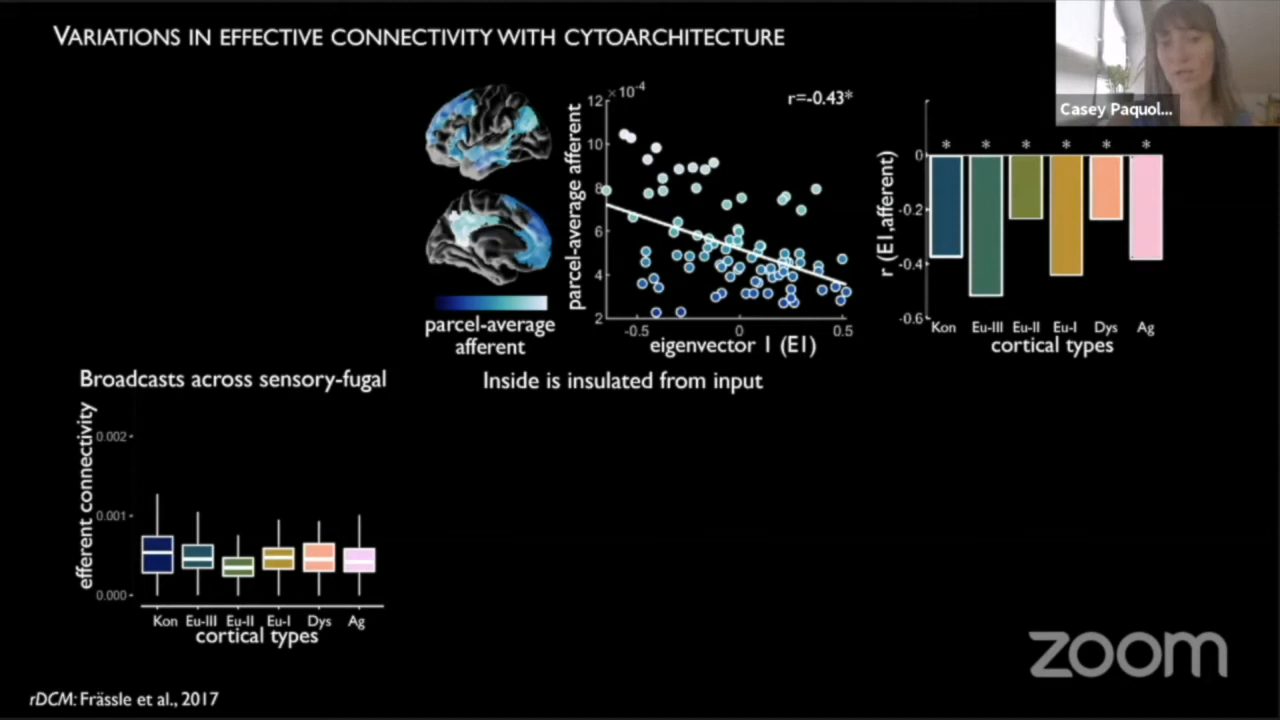 VARIATIONS IN EFFECTIVE CONNECTIVITY WITH CYTOARCHITECTURE
Casey Paquol...
parcel-average
afferent
parcel-average afferent
×10-4
12
10
8
6
4
2
r=-0.43*
-0.5
0
0.5
eigenvector 1 (E1)
r (E1,afferent)
0
-0.2
-0.4
-0.6
* * * * * *
Kon Eu-III Eu-II Eu-I Dys Ag
cortical types
Broadcasts across sensory-fugal
Inside is insulated from input
efferent connectivity
0.002
0.001
0.000
Kon Eu-III Eu-II Eu-I Dys Ag
cortical types
zoom
rDCM: Frässle et al., 2017